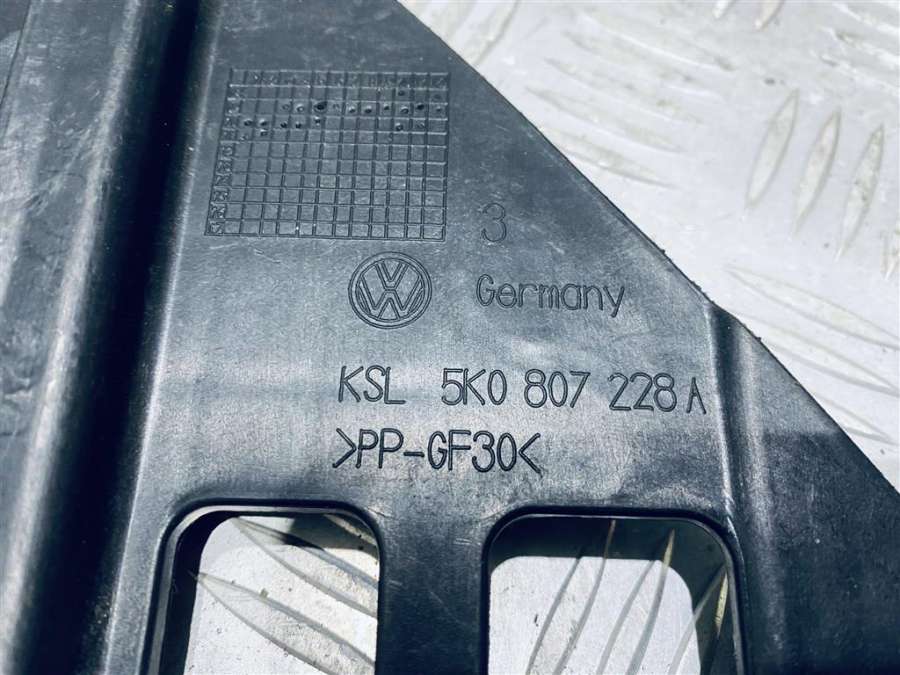 3
Germany
KSL 5K0 807 228 A
>PP-GF30<